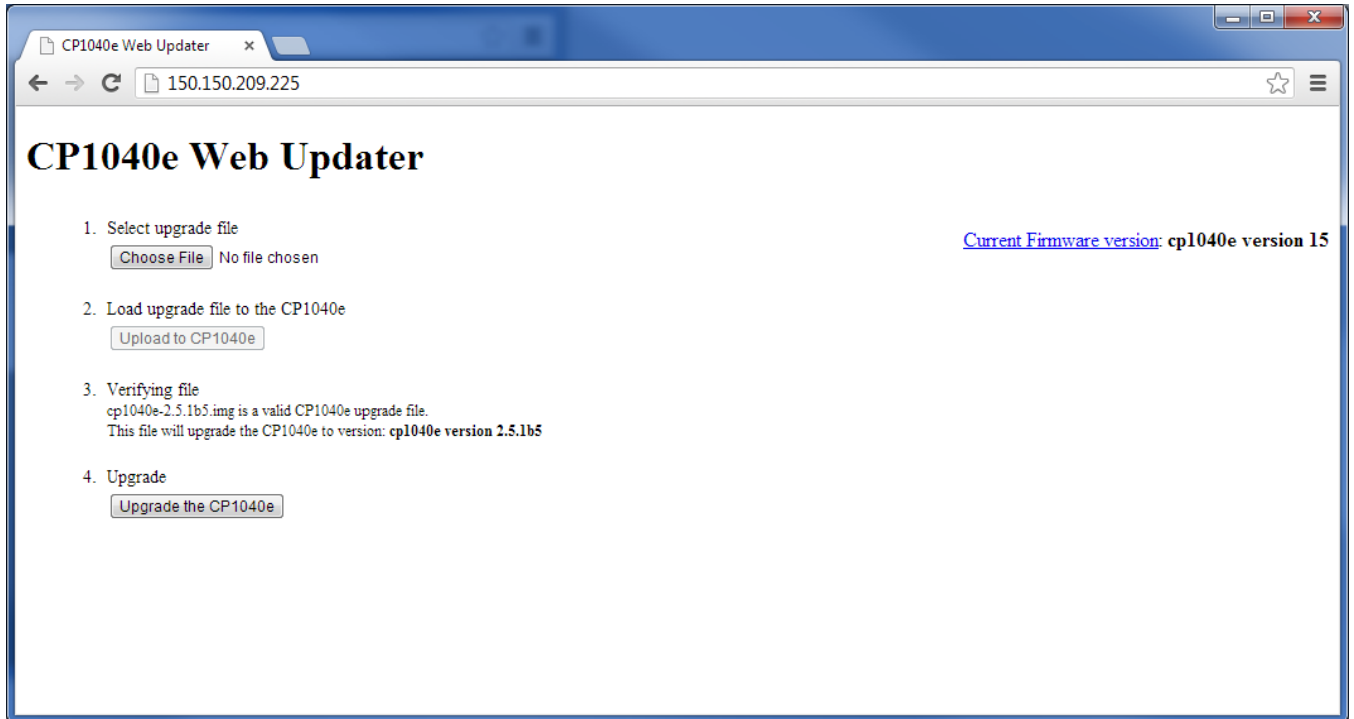 CP1040e Web Updater
150.150.209.225
CP1040e Web Updater
1. Select upgrade file
Choose File No file chosen
Current Firmware version: cp1040e version 15
2. Load upgrade file to the CP1040e
Upload to CP1040e
3. Verifying file
cp1040e-2.5.1b5.img is a valid CP1040e upgrade file.
This file will upgrade the CP1040e to version: cp1040e version 2.5.1b5
4. Upgrade
Upgrade the CP1040e